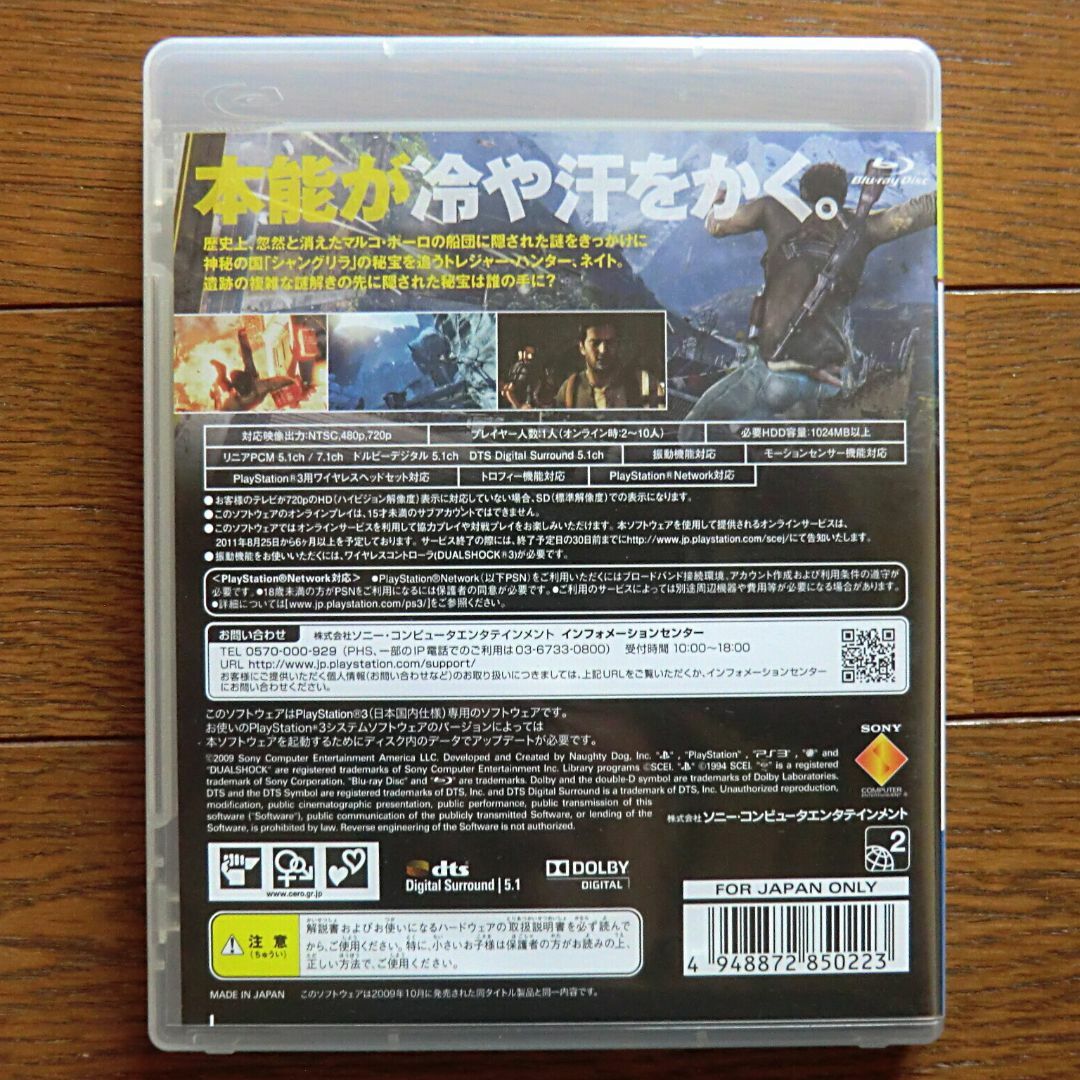 本能が冷や汗をかく。
Blu-ray Disc
歴史上、忽然と消えたマルコ・ポーロの船団に隠された謎をきっかけに
神秘の国「シャングリラ」の秘宝を追うトレジャー・ハンター、ネイト。
遺跡の複雑な謎解きの先に隠された秘宝は誰の手に?
対応映像出力:NTSC,480p,720p
プレイヤー人数:1人(オンライン時:2〜10人)
必要HDD容量:1024MB以上
リニアPCM 5.1ch / 7.1ch ドルビーデジタル 5.1ch DTS Digital Surround 5.1ch
振動機能対応
モーションセンサー機能対応
PlayStation®3用ワイヤレスヘッドセット対応
トロフィー機能対応
PlayStation®Network対応
●お客様のテレビが720pのHD(ハイビジョン解像度)表示に対応していない場合、SD(標準解像度)での表示になります。
●このソフトウェアのオンラインプレイは、15才未満のサブアカウントではできません。
●このソフトウェアではオンラインサービスを利用して協力プレイや対戦プレイをお楽しみいただけます。本ソフトウェアを使用して提供されるオンラインサービスは、
2011年8月25日から6ヶ月以上を予定しております。サービス終了の際には、終了予定日の30日前までにhttp://www.jp.playstation.com/scej/にて告知いたします。
●振動機能をお使いいただくには、ワイヤレスコントローラ(DUALSHOCK®3)が必要です。
<PlayStation®Network対応> ●PlayStation®Network(以下PSN)をご利用いただくにはブロードバンド接続環境、アカウント作成および利用条件の遵守が
必要です。●18歳未満の方がPSNをご利用になるには保護者の同意が必要です。●ご利用のサービスによっては別途周辺機器や費用等が必要になる場合があります。
●詳細については[www.jp.playstation.com/ps3/]をご参照ください。
お問い合わせ 株式会社ソニー・コンピュータエンタテインメント インフォメーションセンター
TEL 0570-000-929 (PHS、一部のIP電話でのご利用は03-6733-0800) 受付時間 10:00〜18:00
URL http://www.jp.playstation.com/support/
お客様にご提供いただく個人情報(お問い合わせなど)のお取り扱いにつきましては、上記URLをご覧いただくか、インフォメーションセンター
にお問い合わせください。
このソフトウェアはPlayStation®3(日本国内仕様)専用のソフトウェアです。
お使いのPlayStation®3システムソフトウェアのバージョンによっては
本ソフトウェアを起動するためにディスク内のデータでアップデートが必要です。
©2009 Sony Computer Entertainment America LLC. Developed and Created by Naughty Dog, Inc. " ", "PlayStation", PS3, " " and
"DUALSHOCK" are registered trademarks of Sony Computer Entertainment Inc. Library programs ©SCEI. " " ©1994 SCEI. " " is a registered
trademark of Sony Corporation. "Blu-ray Disc" and " " are trademarks. Dolby and the double-D symbol are trademarks of Dolby Laboratories.
DTS and the DTS Symbol are registered trademarks of DTS, Inc. and DTS Digital Surround is a trademark of DTS, Inc. Unauthorized reproduction,
modification, public cinematographic presentation, public performance, public transmission of this
software ("Software"), public communication of the publicly transmitted Software, or lending of the
Software, is prohibited by law. Reverse engineering of the Software is not authorized.
SONY
COMPUTER
ENTERTAINMENT®
株式会社ソニー・コンピュータエンタテインメント
2
www.cero.gr.jp
dts
Digital Surround | 5.1
DOLBY
DIGITAL
FOR JAPAN ONLY
4 948872 850223
注意
(ちゅうい)
解説書およびお使いになるハードウェアの取扱説明書を必ず読んで
から、ご使用ください。特に、小さいお子様は保護者の方がお読みの上、
正しい方法で、ご使用ください。
MADE IN JAPAN このソフトウェアは2009年10月に発売された同タイトル製品と同一内容です。